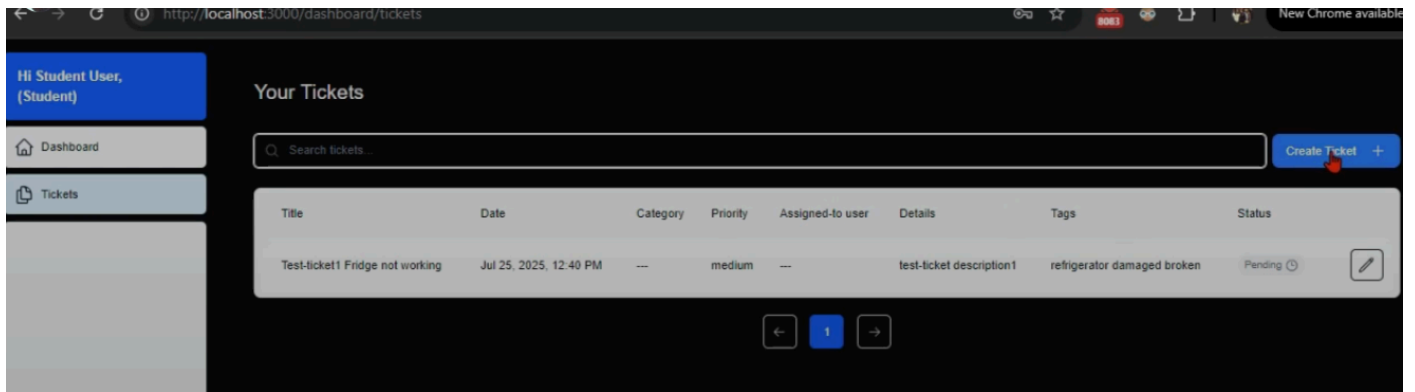 http://localhost:3000/dashboard/tickets
8083
New Chrome available
Hi Student User,
(Student)
Dashboard
Tickets
Your Tickets
Search tickets...
Create Ticket +
Title Date Category Priority Assigned-to user Details Tags Status
Test-ticket1 Fridge not working Jul 25, 2025, 12:40 PM --- medium --- test-ticket description1 refrigerator damaged broken Pending
1